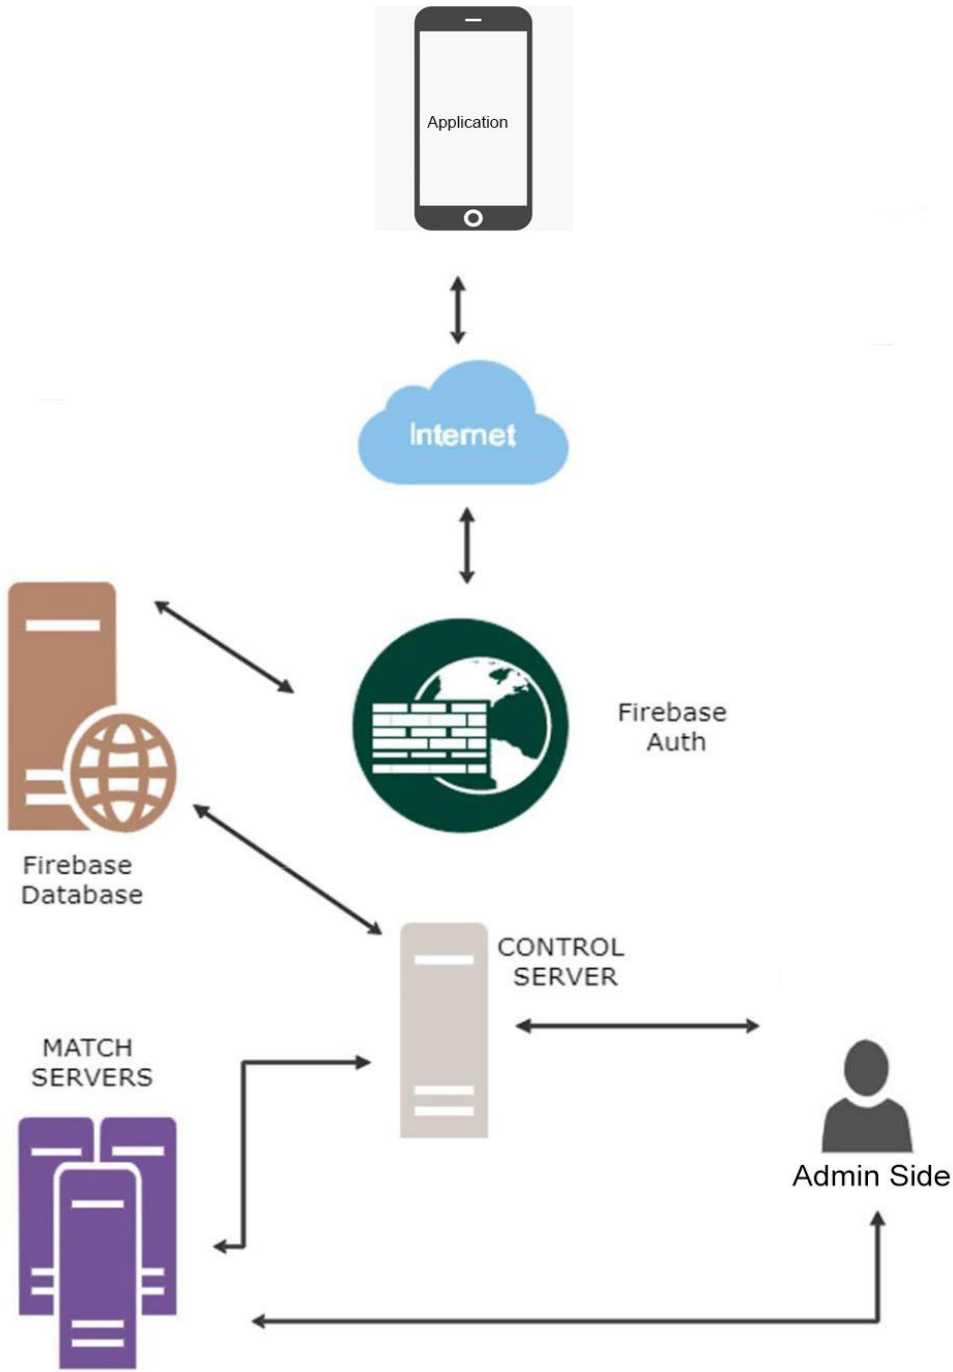 Application
Internet
Firebase
Auth
Firebase
Database
CONTROL
SERVER
MATCH
SERVERS
Admin Side